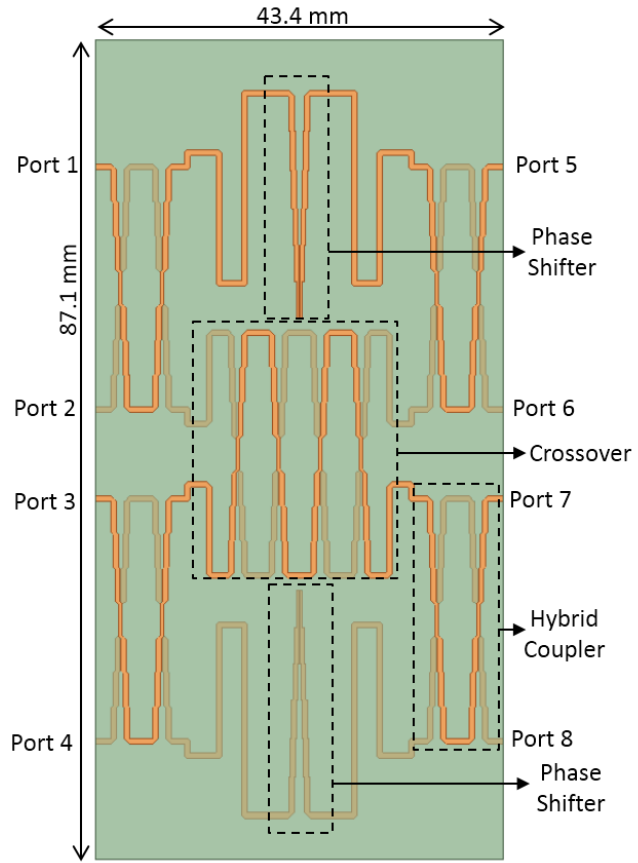 43.4 mm
87.1 mm
Port 1
Port 5
Phase
Shifter
Port 2
Port 6
Crossover
Port 3
Port 7
Hybrid
Coupler
Port 4
Port 8
Phase
Shifter